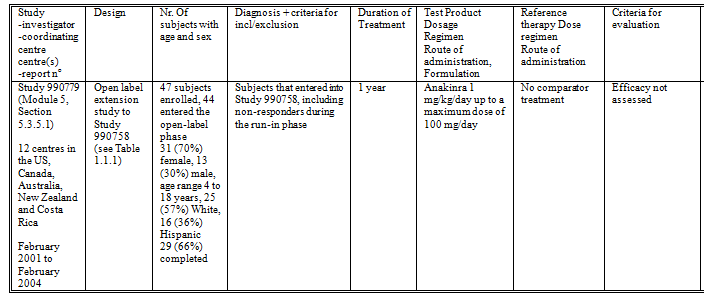 Study
-investigator
-coordinating
centre
centre(s)
-report n°
Design
Nr. Of
subjects with
age and sex
Diagnosis + criteria for
incl/exclusion
Duration of
Treatment
Test Product
Dosage
Regimen
Route of
administration,
Formulation
Reference
therapy Dose
regimen
Route of
administration
Criteria for
evaluation
Study 990779
(Module 5,
Section
5.3.5.1)
12 centres in
the US,
Canada,
Australia,
New Zealand
and Costa
Rica
February
2001 to
February
2004
Open label
extension
study to
Study
990758
(see Table
1.1.1)
47 subjects
enrolled, 44
entered the
open-label
phase
31 (70%)
female, 13
(30%) male,
age range 4 to
18 years, 25
(57%) White,
16 (36%)
Hispanic
29 (66%)
completed
Subjects that entered into
Study 990758, including
non-responders during
the run-in phase
1 year
Anakinra 1
mg/kg/day up to a
maximum dose of
100 mg/day
No comparator
treatment
Efficacy not
assessed